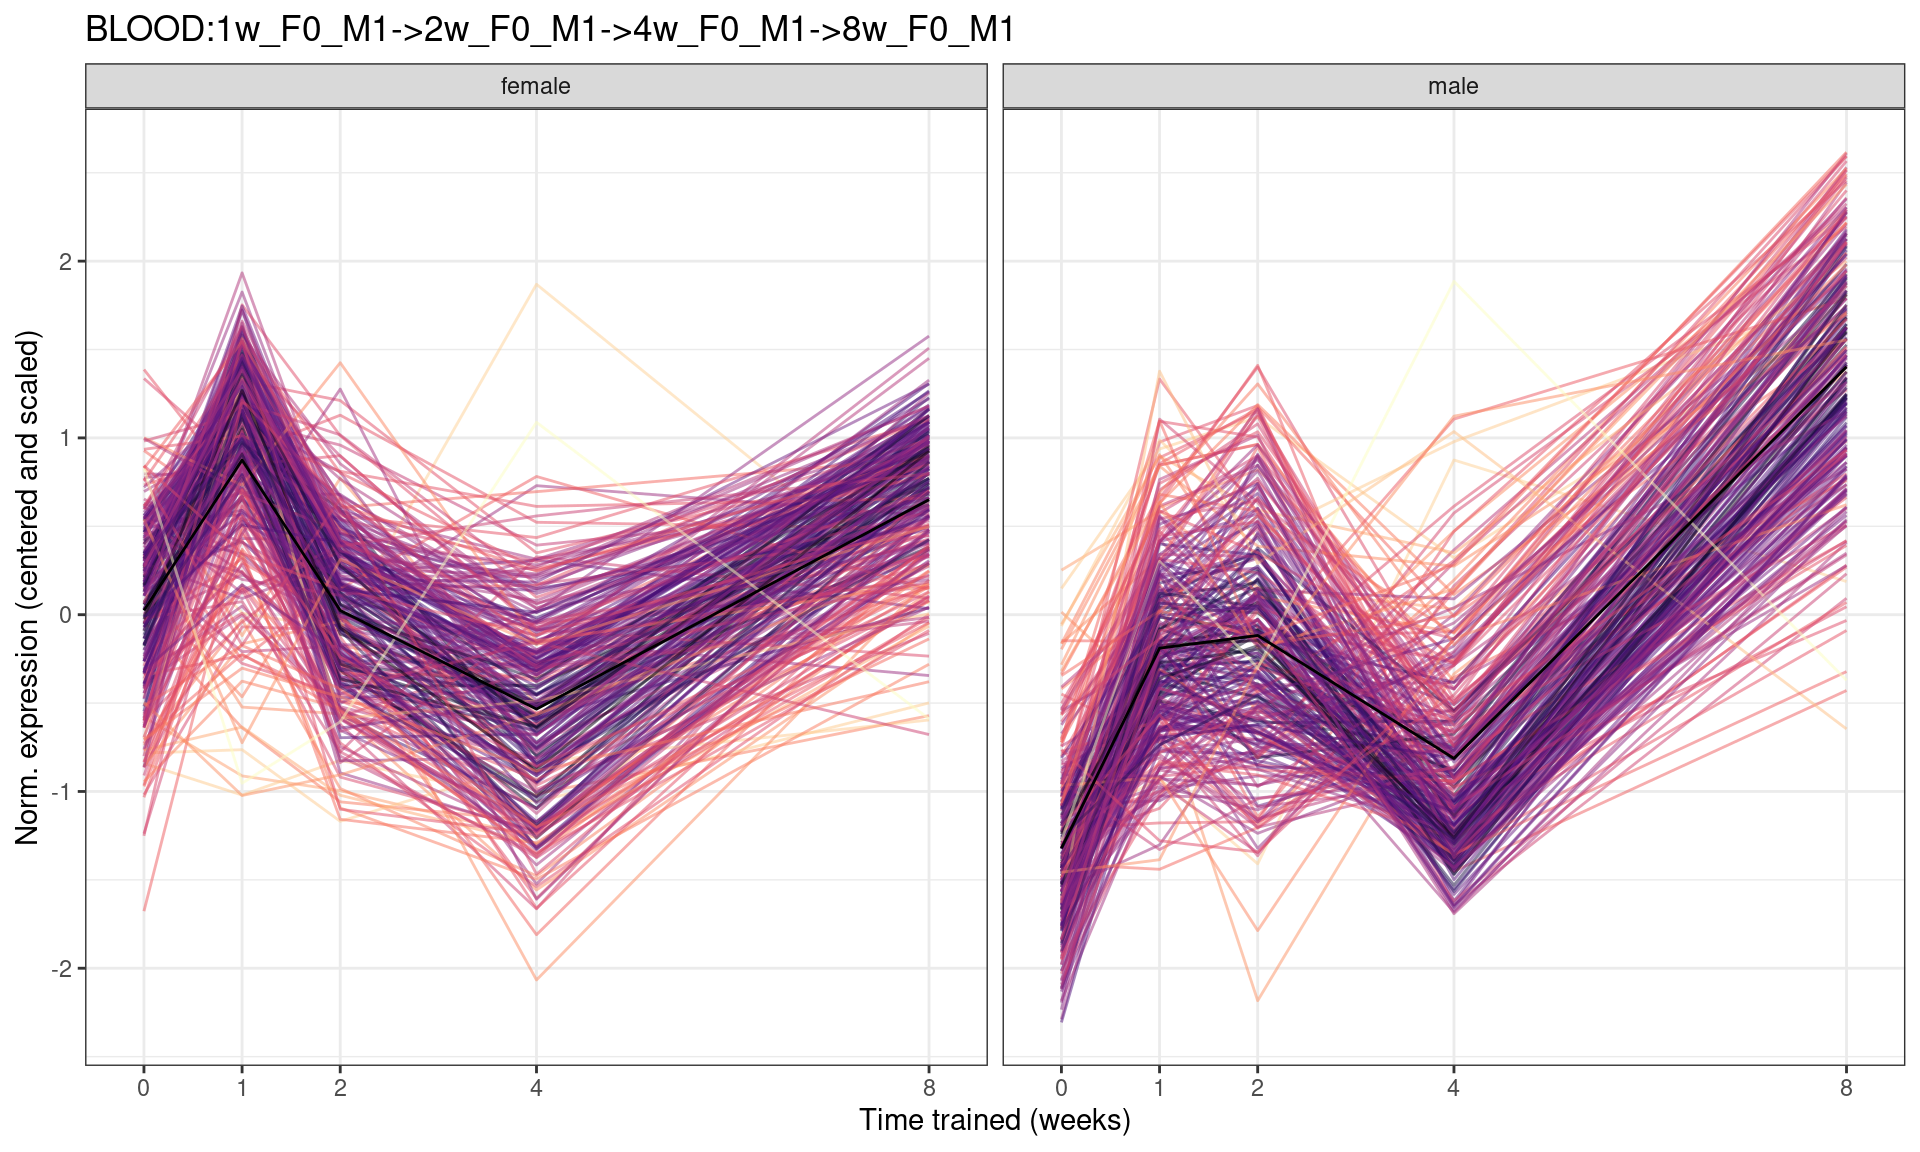 BLOOD:1w_F0_M1->2w_F0_M1->4w_F0_M1->8w_F0_M1
female
male
Norm. expression (centered and scaled)
2
1
0
-1
-2
0 1 2 4 8
0 1 2 4 8
Time trained (weeks)